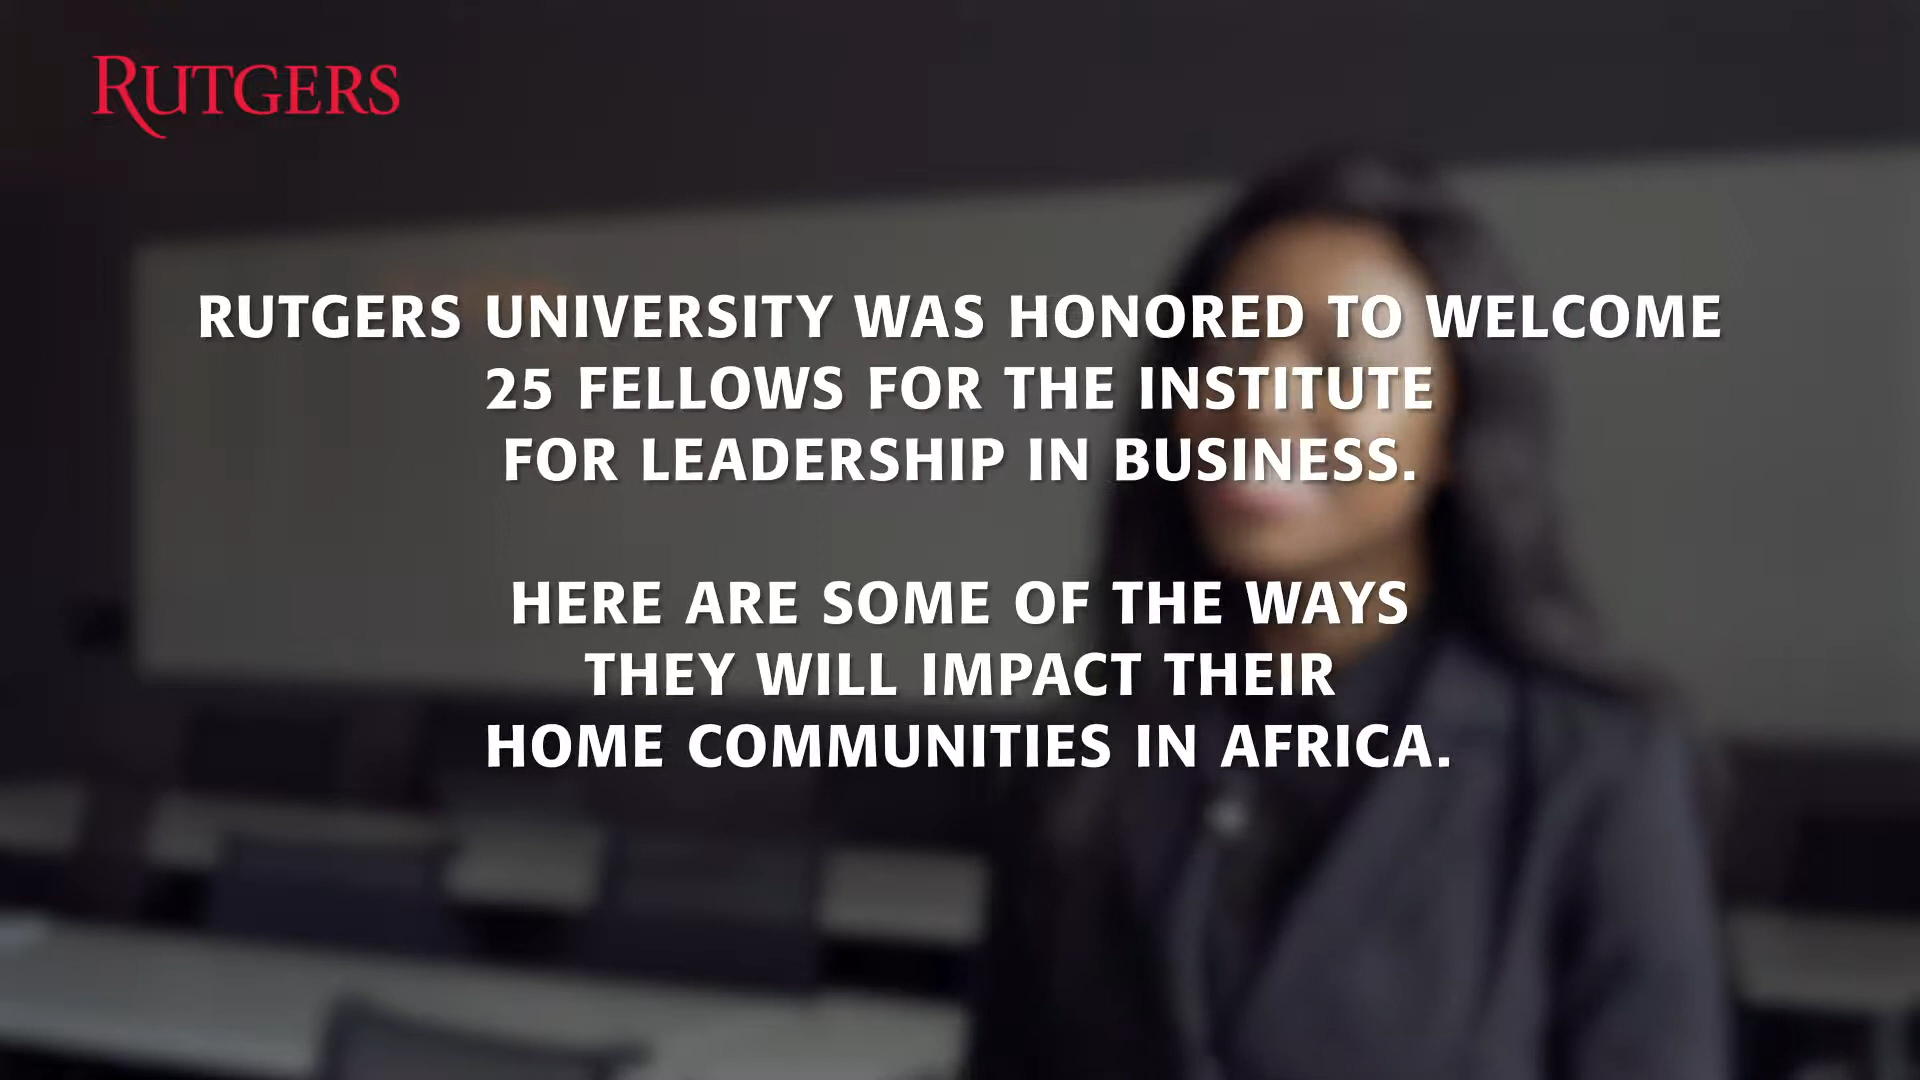 RUTGERS
RUTGERS UNIVERSITY WAS HONORED TO WELCOME
25 FELLOWS FOR THE INSTITUTE
FOR LEADERSHIP IN BUSINESS.
HERE ARE SOME OF THE WAYS
THEY WILL IMPACT THEIR
HOME COMMUNITIES IN AFRICA.